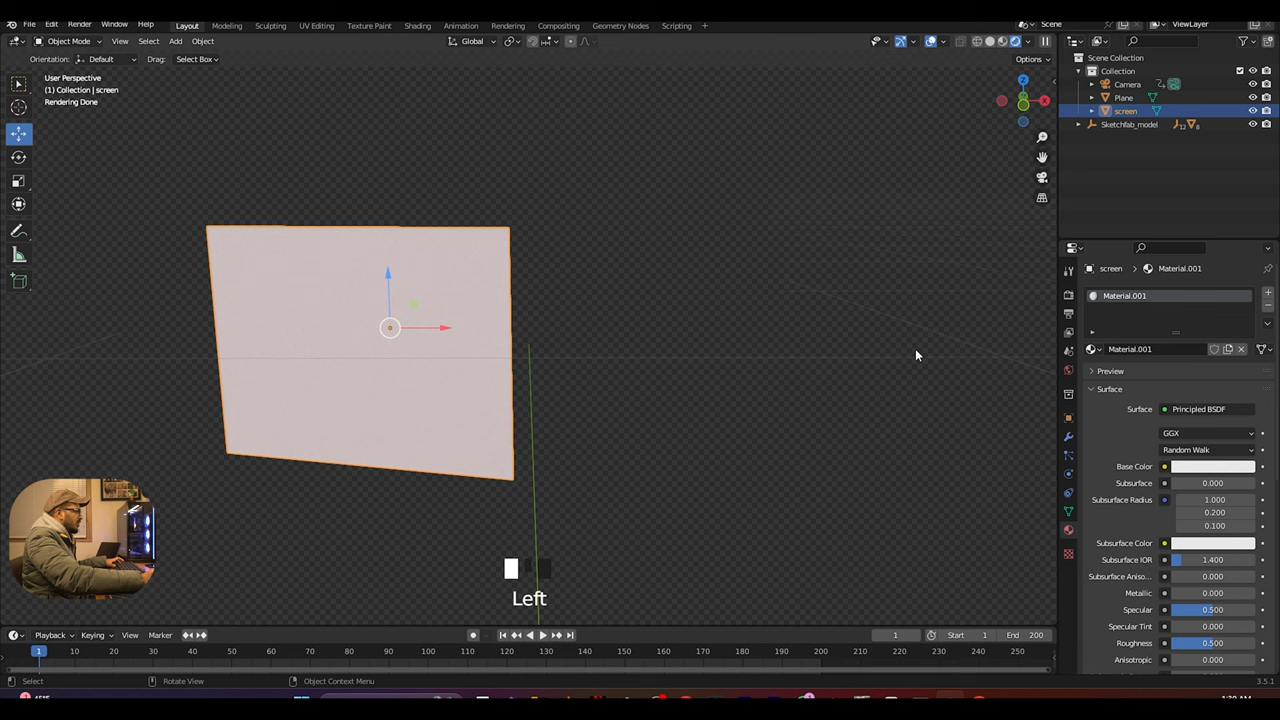 File Edit Render Window Help Layout Modeling Sculpting UV Editing Texture Paint Shading Animation Rendering Compositing Geometry Nodes Scripting + Scene ViewLayer
Object Mode View Select Add Object Global Options
Orientation: Default Drag: Select Box
User Perspective
(1) Collection | screen
Rendering Done
Z
X
Scene Collection
Collection
Camera
Plane
screen
Sketchfab_model 12 8
screen Material.001
Material.001
Material.001
Preview
Surface
Surface Principled BSDF
GGX
Random Walk
Base Color
Subsurface 0.000
Subsurface Radius 1.000
0.200
0.100
Subsurface Color
Subsurface IOR 1.400
Subsurface Aniso... 0.000
Metallic 0.000
Specular 0.500
Specular Tint 0.000
Roughness 0.500
Anisotropic 0.000
Left
Playback Keying View Marker 1 Start 1 End 200
1 10 20 30 40 50 60 70 80 90 100 110 120 130 140 150 160 170 180 190 200 210 220 230 240 250
Select Rotate View Object Context Menu 3.5.1